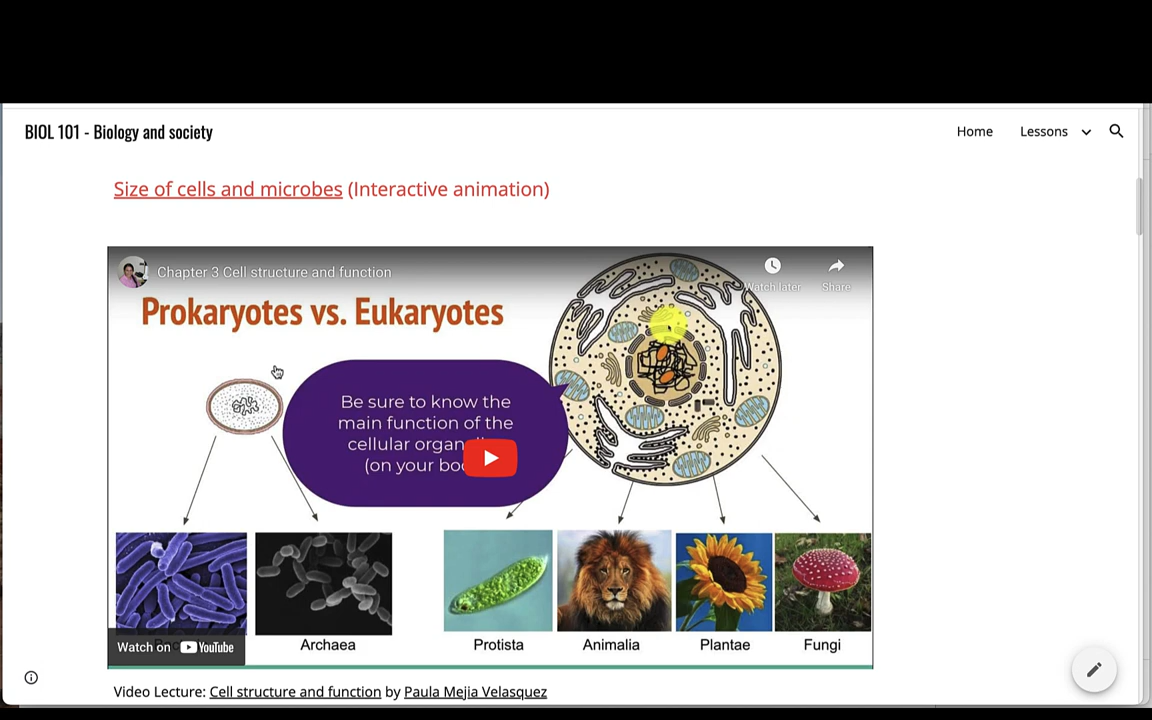 BIOL 101 - Biology and society
Home
Lessons
Size of cells and microbes (Interactive animation)
Chapter 3 Cell structure and function
Watch later
Share
Prokaryotes vs. Eukaryotes
Be sure to know the
main function of the
cellular
(on your
Archaea
Protista
Animalia
Plantae
Fungi
Watch on YouTube
Video Lecture: Cell structure and function by Paula Mejia Velasquez